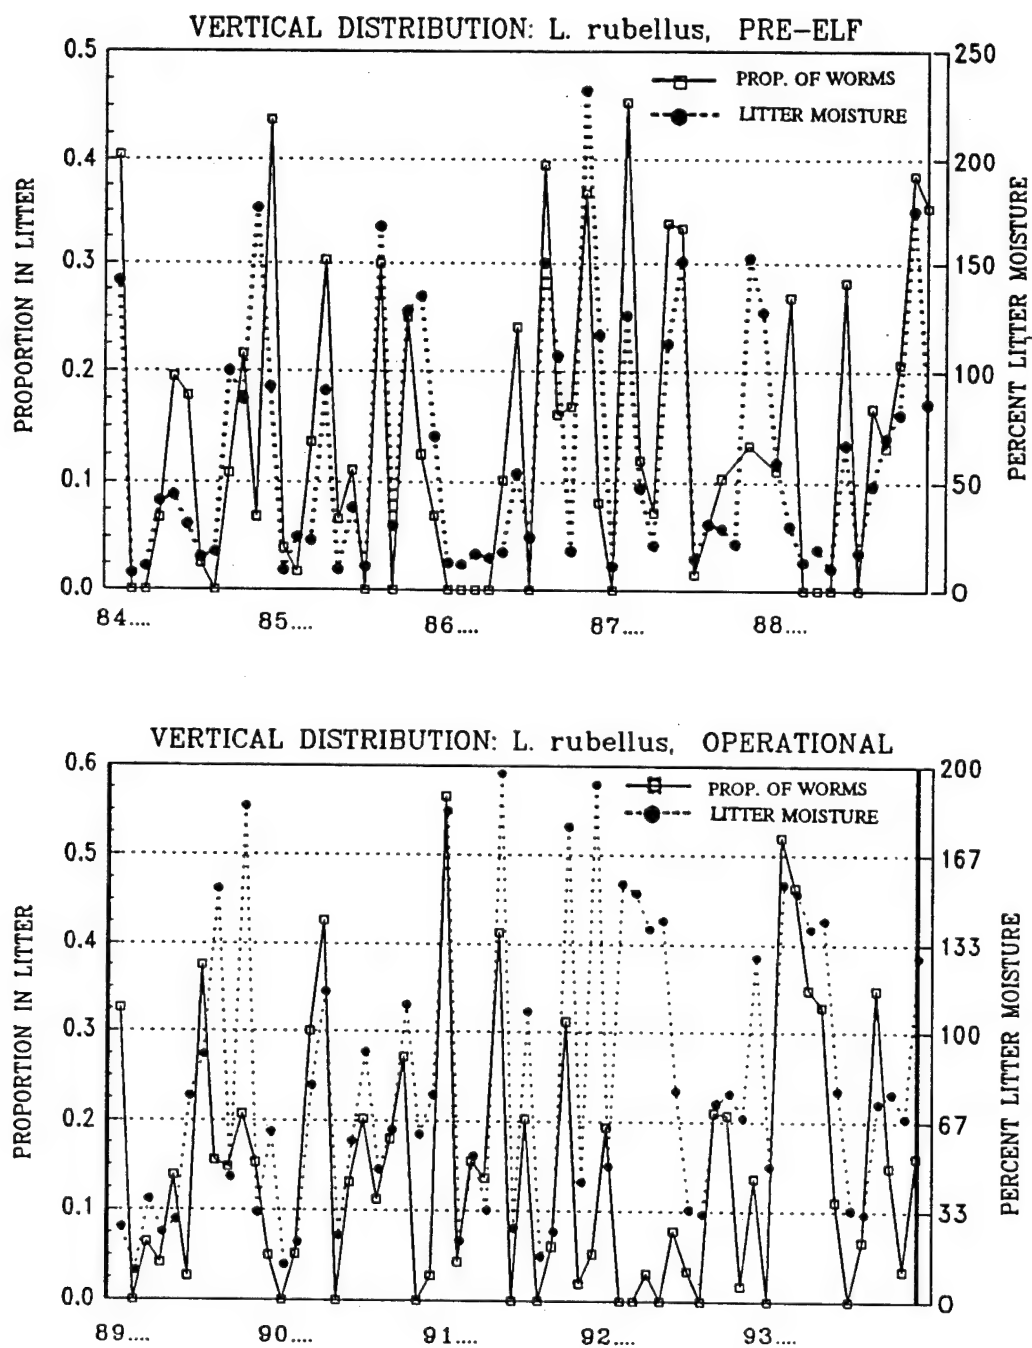 VERTICAL DISTRIBUTION: L. rubellus, PRE-ELF
PROP. OF WORMS
LITTER MOISTURE
PROPORTION IN LITTER
0.5
0.4
0.3
0.2
0.1
0.0
250
200
150
100
50
0
PERCENT LITTER MOISTURE
84.... 85.... 86.... 87.... 88....
VERTICAL DISTRIBUTION: L. rubellus, OPERATIONAL
PROP. OF WORMS
LITTER MOISTURE
PROPORTION IN LITTER
0.6
0.5
0.4
0.3
0.2
0.1
0.0
200
167
133
100
67
33
0
PERCENT LITTER MOISTURE
89.... 90.... 91.... 92.... 93....